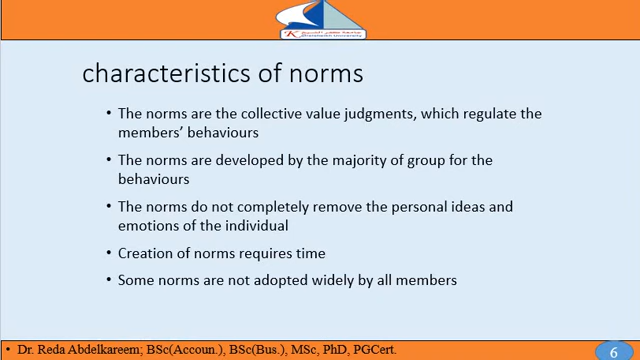 characteristics of norms
• The norms are the collective value judgments, which regulate the
members' behaviours
• The norms are developed by the majority of group for the
behaviours
• The norms do not completely remove the personal ideas and
emotions of the individual
• Creation of norms requires time
• Some norms are not adopted widely by all members
• Dr. Reda Abdelkareem; BSc(Accoun.), BSc(Bus.), MSc, PhD, PGCert.
6